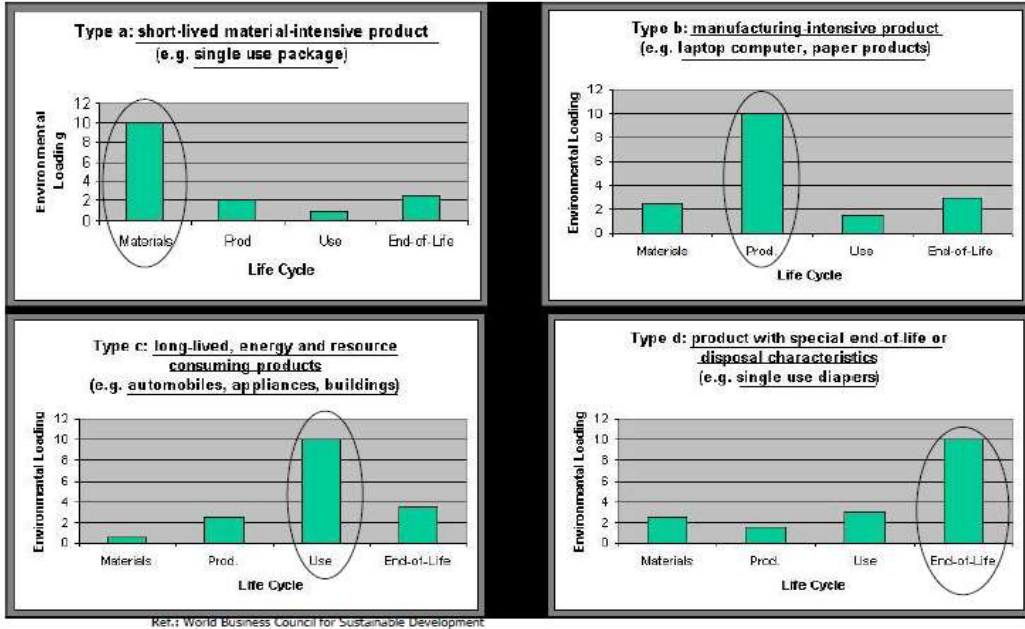 Type a: short-lived material-intensive product
(e.g. single use package)
Environmental
Loading
12
10
8
6
4
2
0
Materials Prod. Use End-of-Life
Life Cycle
Type b: manufacturing-intensive product
(e.g. laptop computer, paper products)
Environmental Loading
12
10
8
6
4
2
0
Materials Prod. Use End-of-Life
Life Cycle
Type c: long-lived, energy and resource
consuming products
(e.g. automobiles, appliances, buildings)
Environmental Loading
12
10
8
6
4
2
0
Materials Prod. Use End-of-Life
Life Cycle
Type d: product with special end-of-life or
disposal characteristics
(e.g. single use diapers)
Environmental Loading
12
10
8
6
4
2
0
Materials Prod. Use End-of-Life
Life Cycle
Ref.: World Business Council for Sustainable Development